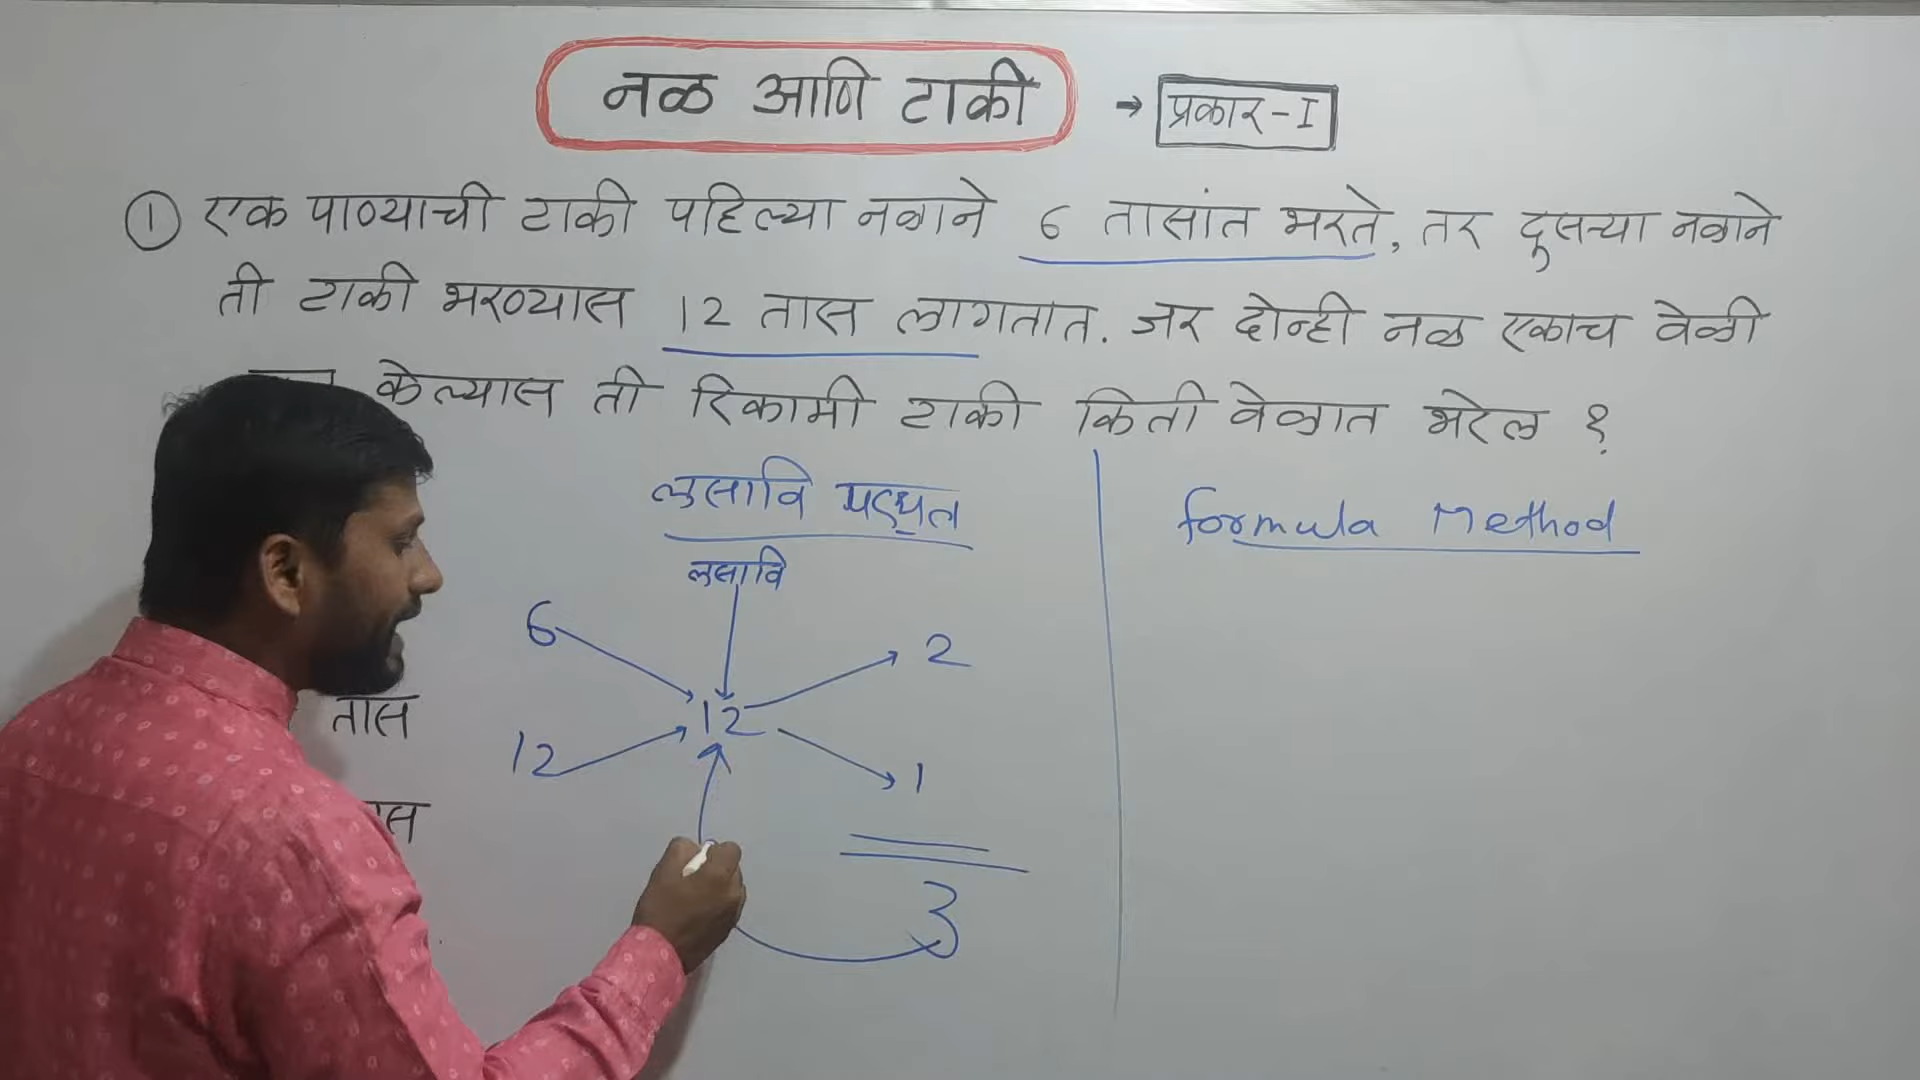 नळ आणि टाकी → प्रकार-I
① एक पाण्याची टाकी पहिल्या नळाने 6 तासांत भरते, तर दुसऱ्या नळाने
ती टाकी भरण्यास 12 तास लागतात. जर दोन्ही नळ एकाच वेळी
केल्यास ती रिकामी टाकी किती वेळात भरेल ?
लसावि पद्धत
formula Method
लसावि
6
2
तास
12
12
1
3